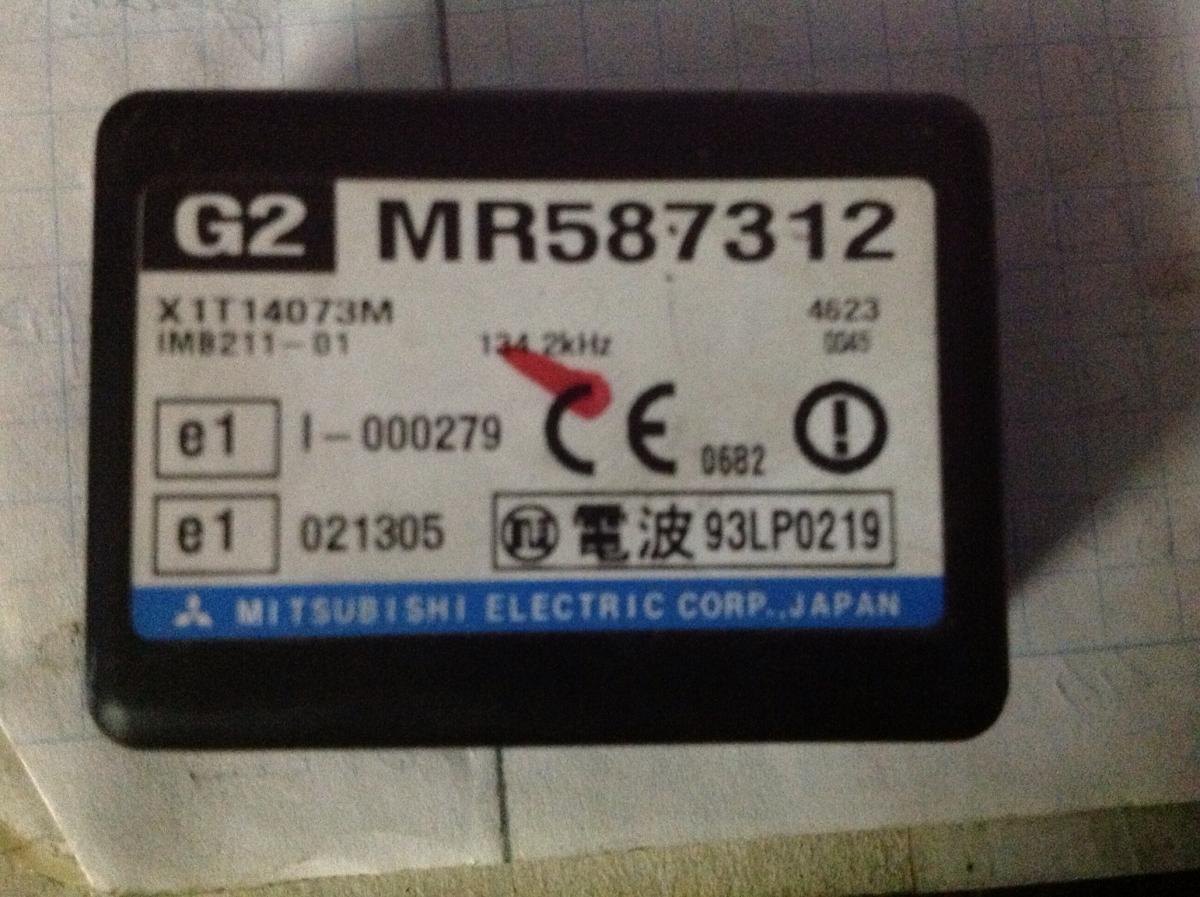 G2 MR587312
X1T14073M 4623
IMB211-01 134.2kHz 0045
e1 I-000279 CE 0682
e1 021305 電波 93LP0219
MITSUBISHI ELECTRIC CORP.,JAPAN